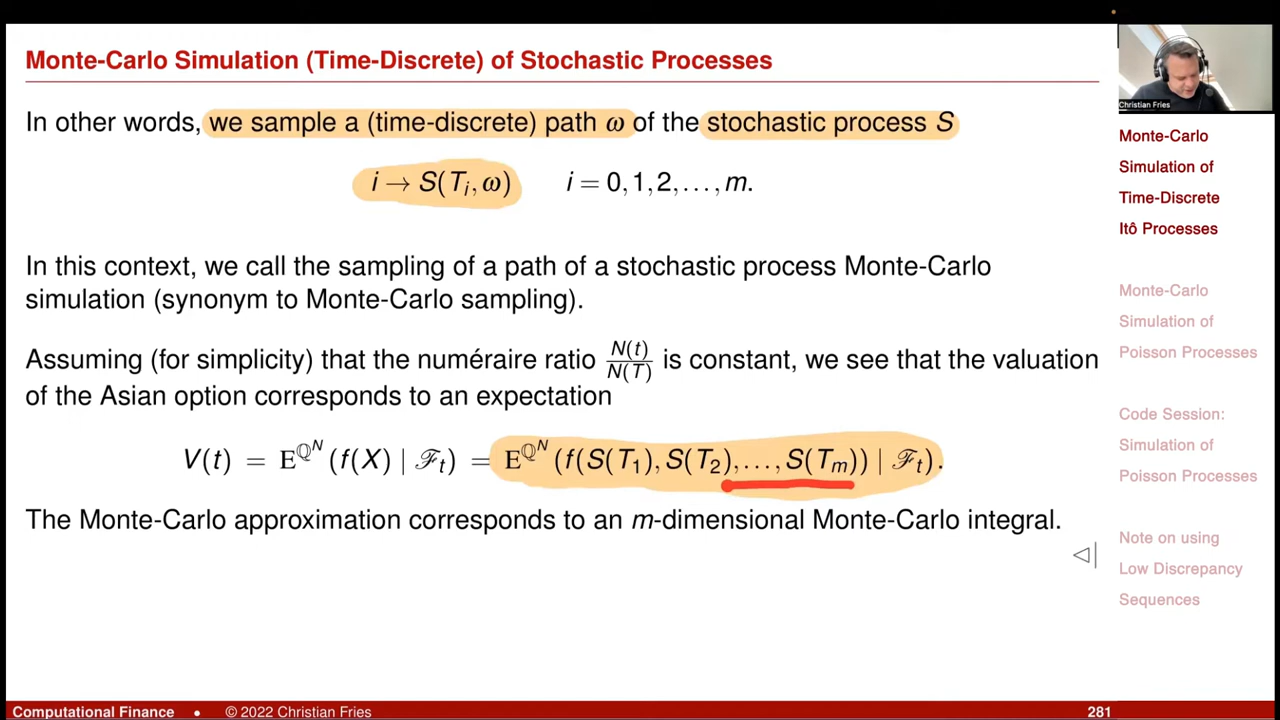 Monte-Carlo Simulation (Time-Discrete) of Stochastic Processes
In other words, we sample a (time-discrete) path ω of the stochastic process S
i → S(T_i, ω)   i = 0, 1, 2, . . . , m.
In this context, we call the sampling of a path of a stochastic process Monte-Carlo
simulation (synonym to Monte-Carlo sampling).
Assuming (for simplicity) that the numéraire ratio N(t)/N(T) is constant, we see that the valuation
of the Asian option corresponds to an expectation
V(t) = E^{ℚ^N} (f(X) | ℱ_t) = E^{ℚ^N} (f(S(T_1), S(T_2), . . . , S(T_m)) | ℱ_t).
The Monte-Carlo approximation corresponds to an m-dimensional Monte-Carlo integral.
Christian Fries
Monte-Carlo
Simulation of
Time-Discrete
Itô Processes
Monte-Carlo
Simulation of
Poisson Processes
Code Session:
Simulation of
Poisson Processes
Note on using
Low Discrepancy
Sequences
Computational Finance • © 2022 Christian Fries 281